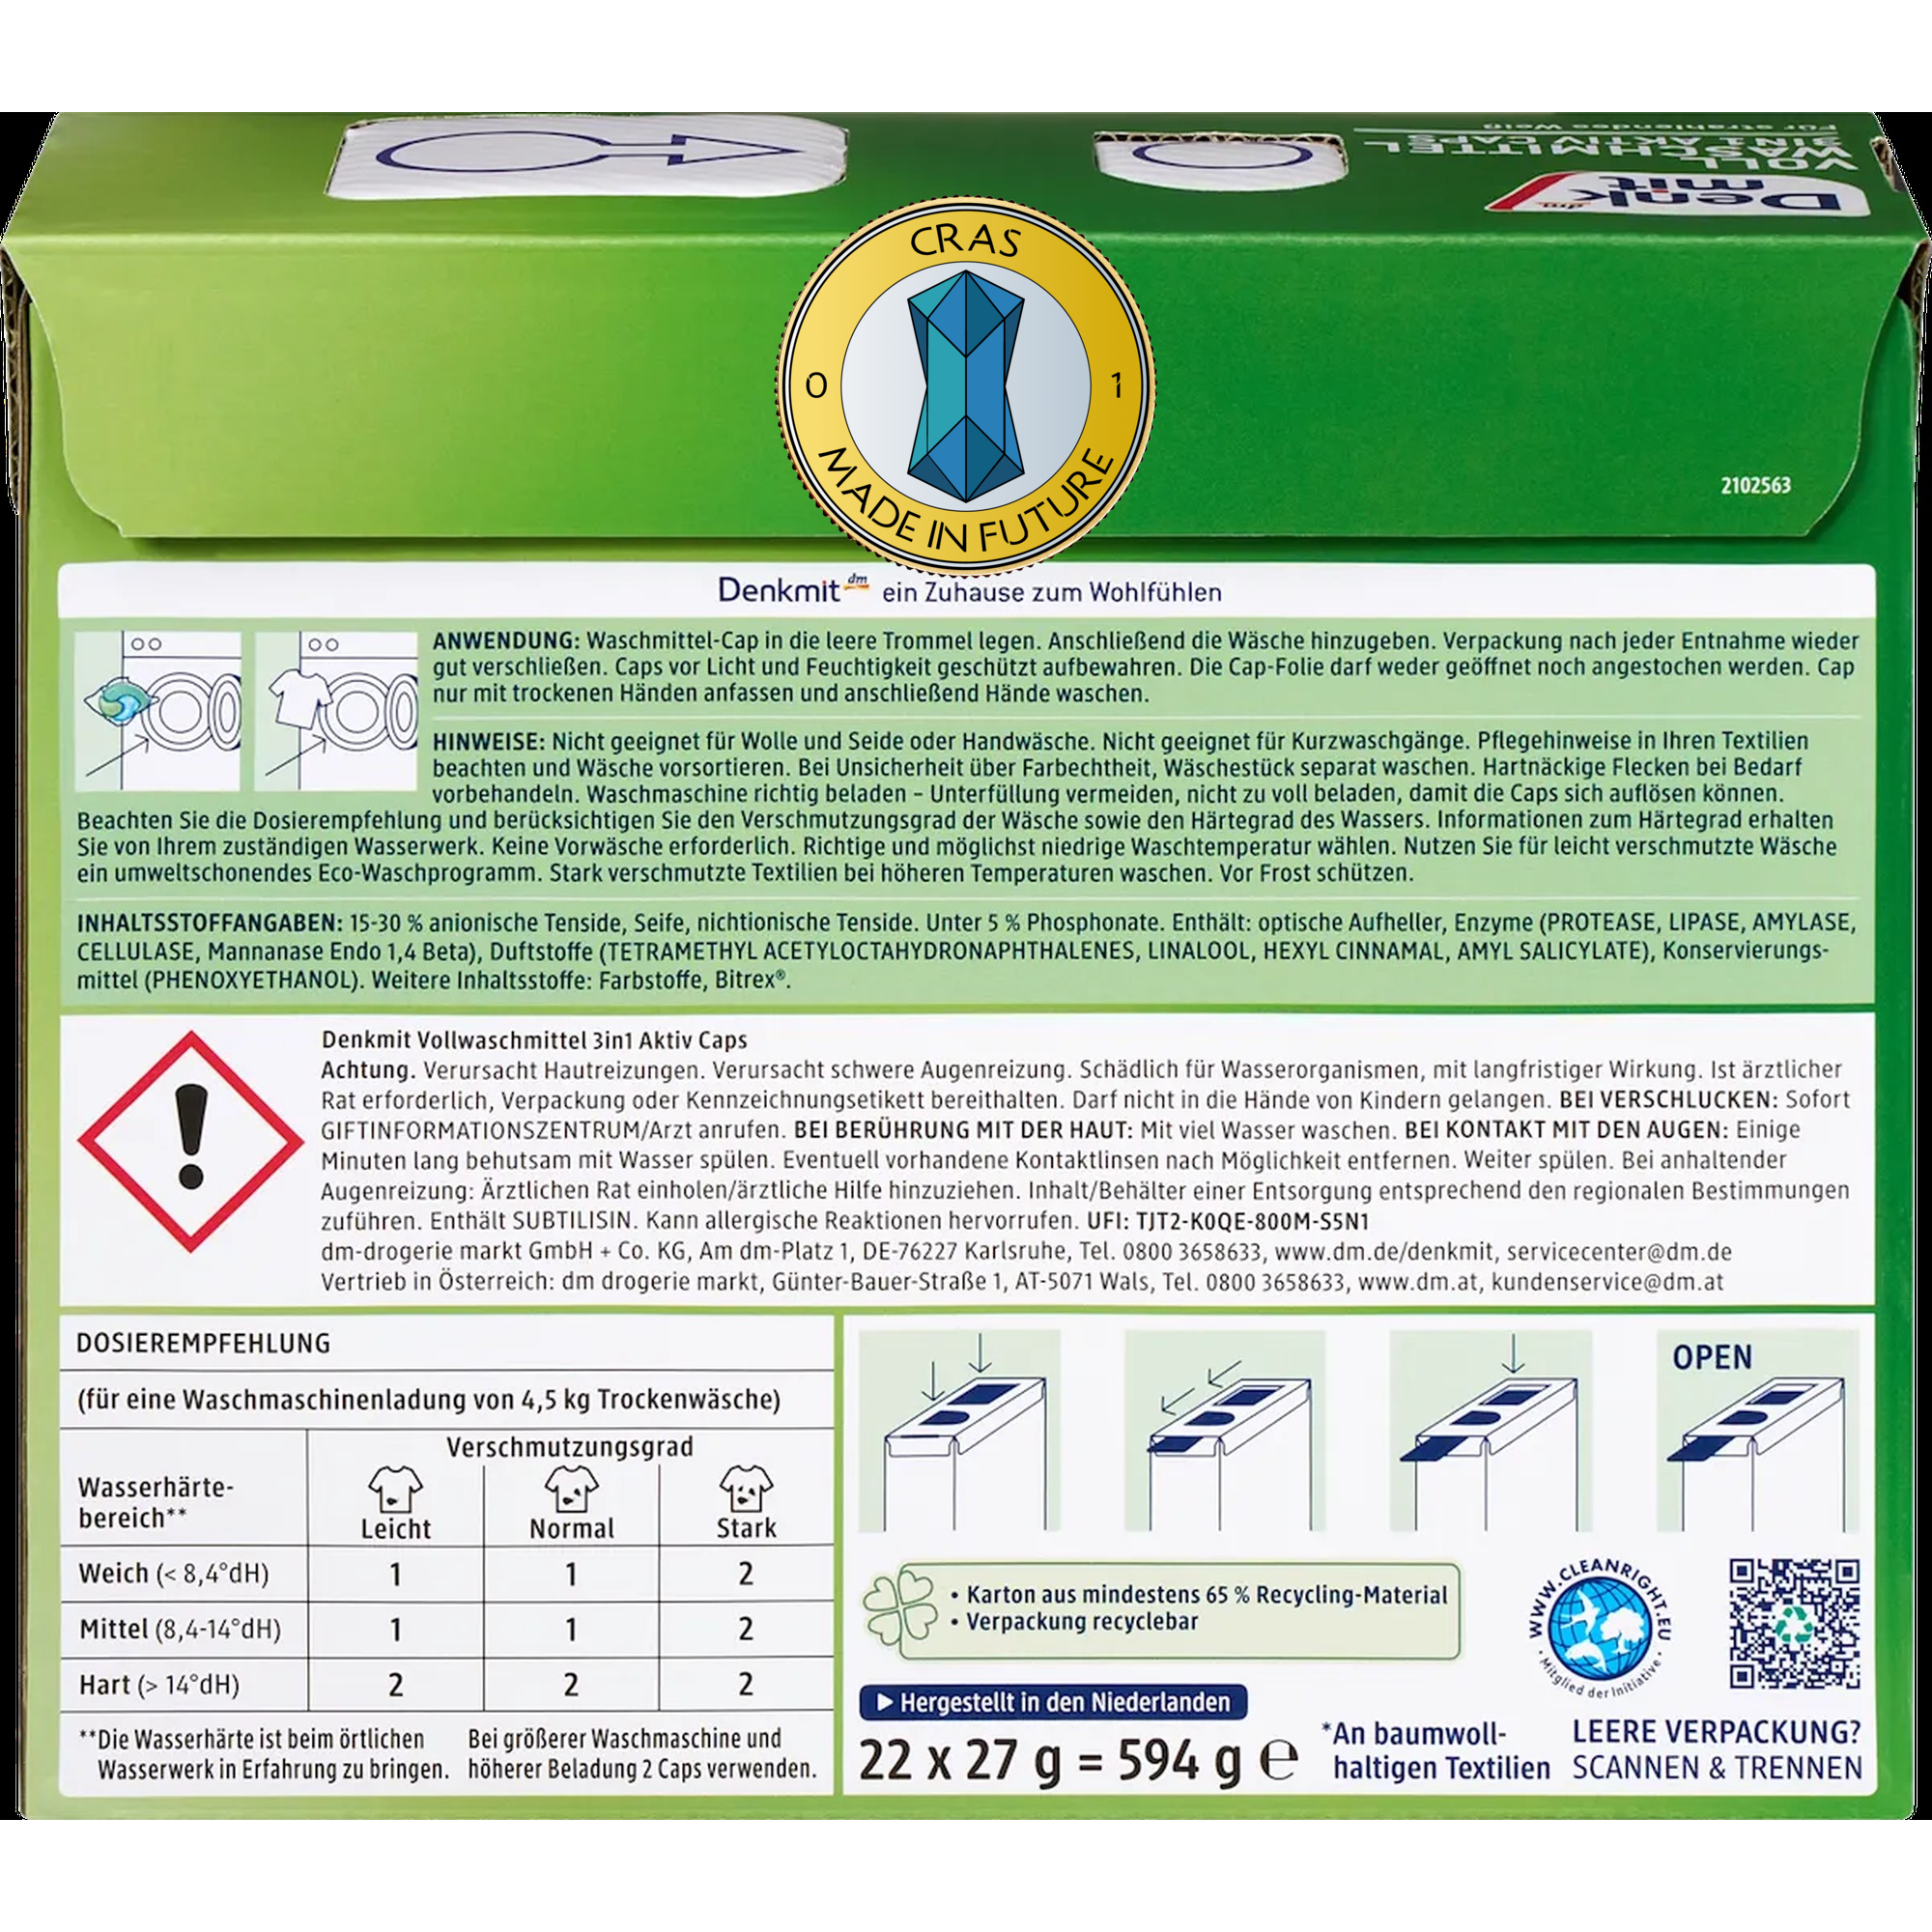 Für strahlendes Weiß
3IN1 AKTIV CAPS
WASCHMITTEL
VOLL
Denk
mit
dm
CRAS
0 1
MADE IN FUTURE
2102563
Denkmit dm ein Zuhause zum Wohlfühlen
ANWENDUNG: Waschmittel-Cap in die leere Trommel legen. Anschließend die Wäsche hinzugeben. Verpackung nach jeder Entnahme wieder
gut verschließen. Caps vor Licht und Feuchtigkeit geschützt aufbewahren. Die Cap-Folie darf weder geöffnet noch angestochen werden. Cap
nur mit trockenen Händen anfassen und anschließend Hände waschen.
HINWEISE: Nicht geeignet für Wolle und Seide oder Handwäsche. Nicht geeignet für Kurzwaschgänge. Pflegehinweise in Ihren Textilien
beachten und Wäsche vorsortieren. Bei Unsicherheit über Farbechtheit, Wäschestück separat waschen. Hartnäckige Flecken bei Bedarf
vorbehandeln. Waschmaschine richtig beladen – Unterfüllung vermeiden, nicht zu voll beladen, damit die Caps sich auflösen können.
Beachten Sie die Dosierempfehlung und berücksichtigen Sie den Verschmutzungsgrad der Wäsche sowie den Härtegrad des Wassers. Informationen zum Härtegrad erhalten
Sie von Ihrem zuständigen Wasserwerk. Keine Vorwäsche erforderlich. Richtige und möglichst niedrige Waschtemperatur wählen. Nutzen Sie für leicht verschmutzte Wäsche
ein umweltschonendes Eco-Waschprogramm. Stark verschmutzte Textilien bei höheren Temperaturen waschen. Vor Frost schützen.
INHALTSSTOFFANGABEN: 15-30 % anionische Tenside, Seife, nichtionische Tenside. Unter 5 % Phosphonate. Enthält: optische Aufheller, Enzyme (PROTEASE, LIPASE, AMYLASE,
CELLULASE, Mannanase Endo 1,4 Beta), Duftstoffe (TETRAMETHYL ACETYLOCTAHYDRONAPHTHALENES, LINALOOL, HEXYL CINNAMAL, AMYL SALICYLATE), Konservierungs-
mittel (PHENOXYETHANOL). Weitere Inhaltsstoffe: Farbstoffe, Bitrex®.
Denkmit Vollwaschmittel 3in1 Aktiv Caps
Achtung. Verursacht Hautreizungen. Verursacht schwere Augenreizung. Schädlich für Wasserorganismen, mit langfristiger Wirkung. Ist ärztlicher
Rat erforderlich, Verpackung oder Kennzeichnungsetikett bereithalten. Darf nicht in die Hände von Kindern gelangen. BEI VERSCHLUCKEN: Sofort
GIFTINFORMATIONSZENTRUM/Arzt anrufen. BEI BERÜHRUNG MIT DER HAUT: Mit viel Wasser waschen. BEI KONTAKT MIT DEN AUGEN: Einige
Minuten lang behutsam mit Wasser spülen. Eventuell vorhandene Kontaktlinsen nach Möglichkeit entfernen. Weiter spülen. Bei anhaltender
Augenreizung: Ärztlichen Rat einholen/ärztliche Hilfe hinzuziehen. Inhalt/Behälter einer Entsorgung entsprechend den regionalen Bestimmungen
zuführen. Enthält SUBTILISIN. Kann allergische Reaktionen hervorrufen. UFI: TJT2-K0QE-800M-S5N1
dm-drogerie markt GmbH + Co. KG, Am dm-Platz 1, DE-76227 Karlsruhe, Tel. 0800 3658633, www.dm.de/denkmit, servicecenter@dm.de
Vertrieb in Österreich: dm drogerie markt, Günter-Bauer-Straße 1, AT-5071 Wals, Tel. 0800 3658633, www.dm.at, kundenservice@dm.at
DOSIEREMPFEHLUNG
(für eine Waschmaschinenladung von 4,5 kg Trockenwäsche)
Verschmutzungsgrad
Wasserhärte-
bereich**
Leicht Normal Stark
Weich (< 8,4°dH) 1 1 2
Mittel (8,4-14°dH) 1 1 2
Hart (> 14°dH) 2 2 2
**Die Wasserhärte ist beim örtlichen
Wasserwerk in Erfahrung zu bringen.
Bei größerer Waschmaschine und
höherer Beladung 2 Caps verwenden.
OPEN
• Karton aus mindestens 65 % Recycling-Material
• Verpackung recyclebar
WWW.CLEANRIGHT.EU
• Mitglied der Initiative •
Hergestellt in den Niederlanden
22 x 27 g = 594 g ℮
*An baumwoll-
haltigen Textilien
LEERE VERPACKUNG?
SCANNEN & TRENNEN